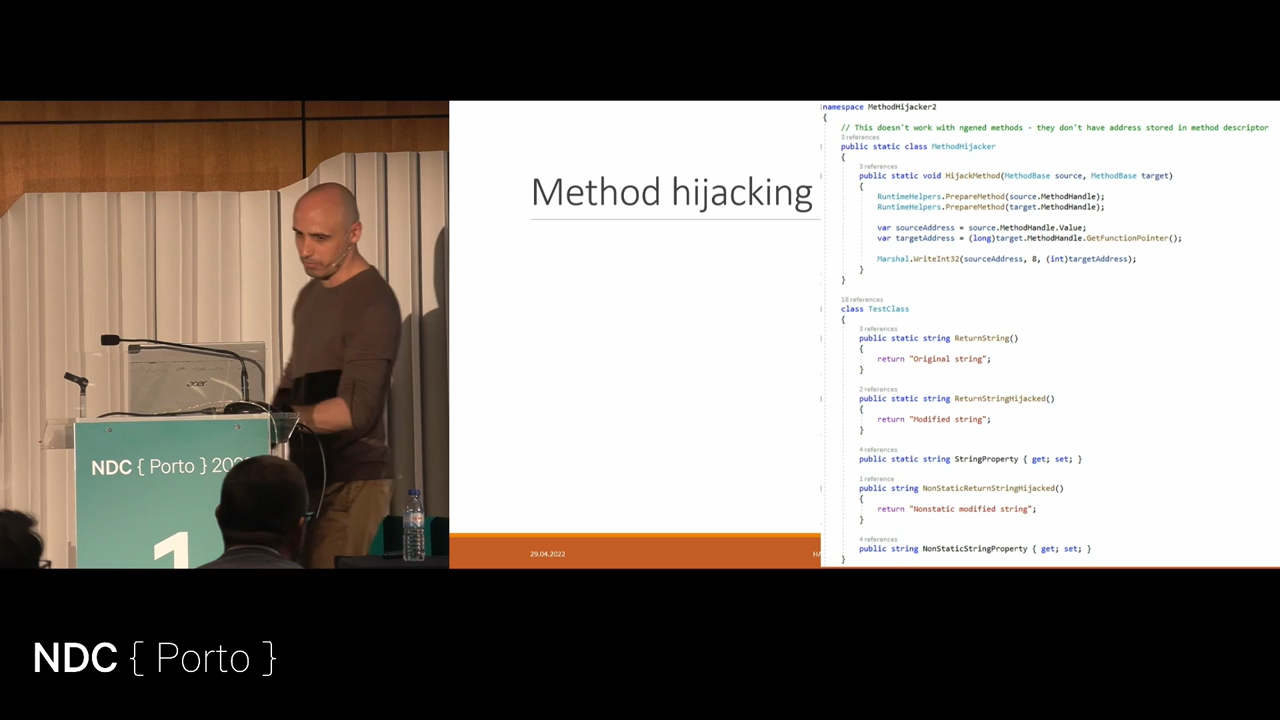 acer
NDC { Porto }
1
Method hijacking
29.04.2022
namespace MethodHijacker2
{
// This doesn't work with ngened methods - they don't have address stored in method descriptor
3 references
public static class MethodHijacker
{
3 references
public static void HijackMethod(MethodBase source, MethodBase target)
{
RuntimeHelpers.PrepareMethod(source.MethodHandle);
RuntimeHelpers.PrepareMethod(target.MethodHandle);
var sourceAddress = source.MethodHandle.Value;
var targetAddress = (long)target.MethodHandle.GetFunctionPointer();
Marshal.WriteInt32(sourceAddress, 8, (int)targetAddress);
}
}
18 references
class TestClass
{
3 references
public static string ReturnString()
{
return "Original string";
}
2 references
public static string ReturnStringHijacked()
{
return "Modified string";
}
4 references
public static string StringProperty { get; set; }
1 reference
public string NonStaticReturnStringHijacked()
{
return "Nonstatic modified string";
}
4 references
public string NonStaticStringProperty { get; set; }
}
NDC { Porto }